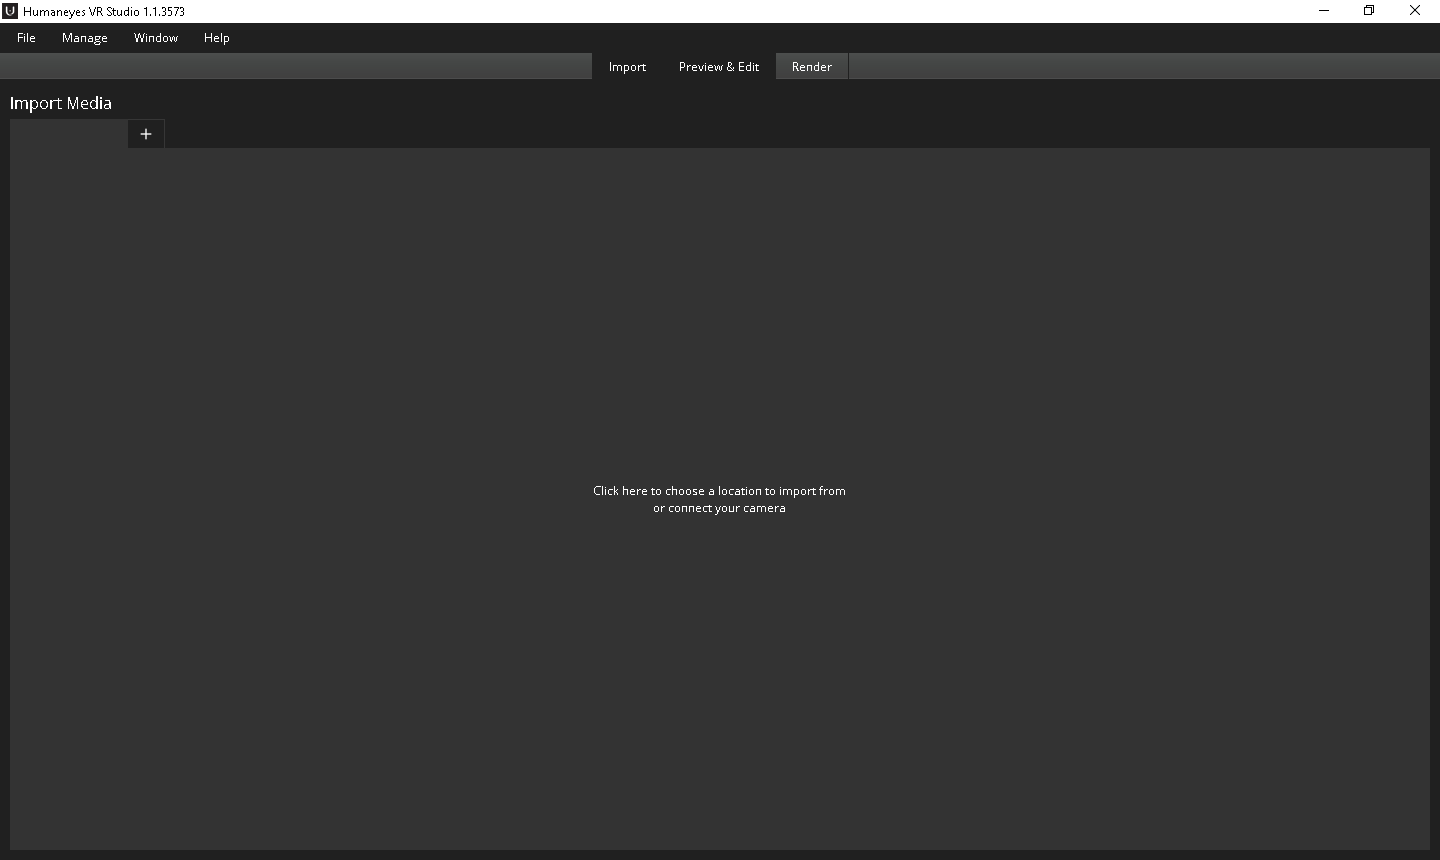 Humaneyes VR Studio 1.1.3573
File Manage Window Help
Import Preview & Edit Render
Import Media
+
Click here to choose a location to import from
or connect your camera